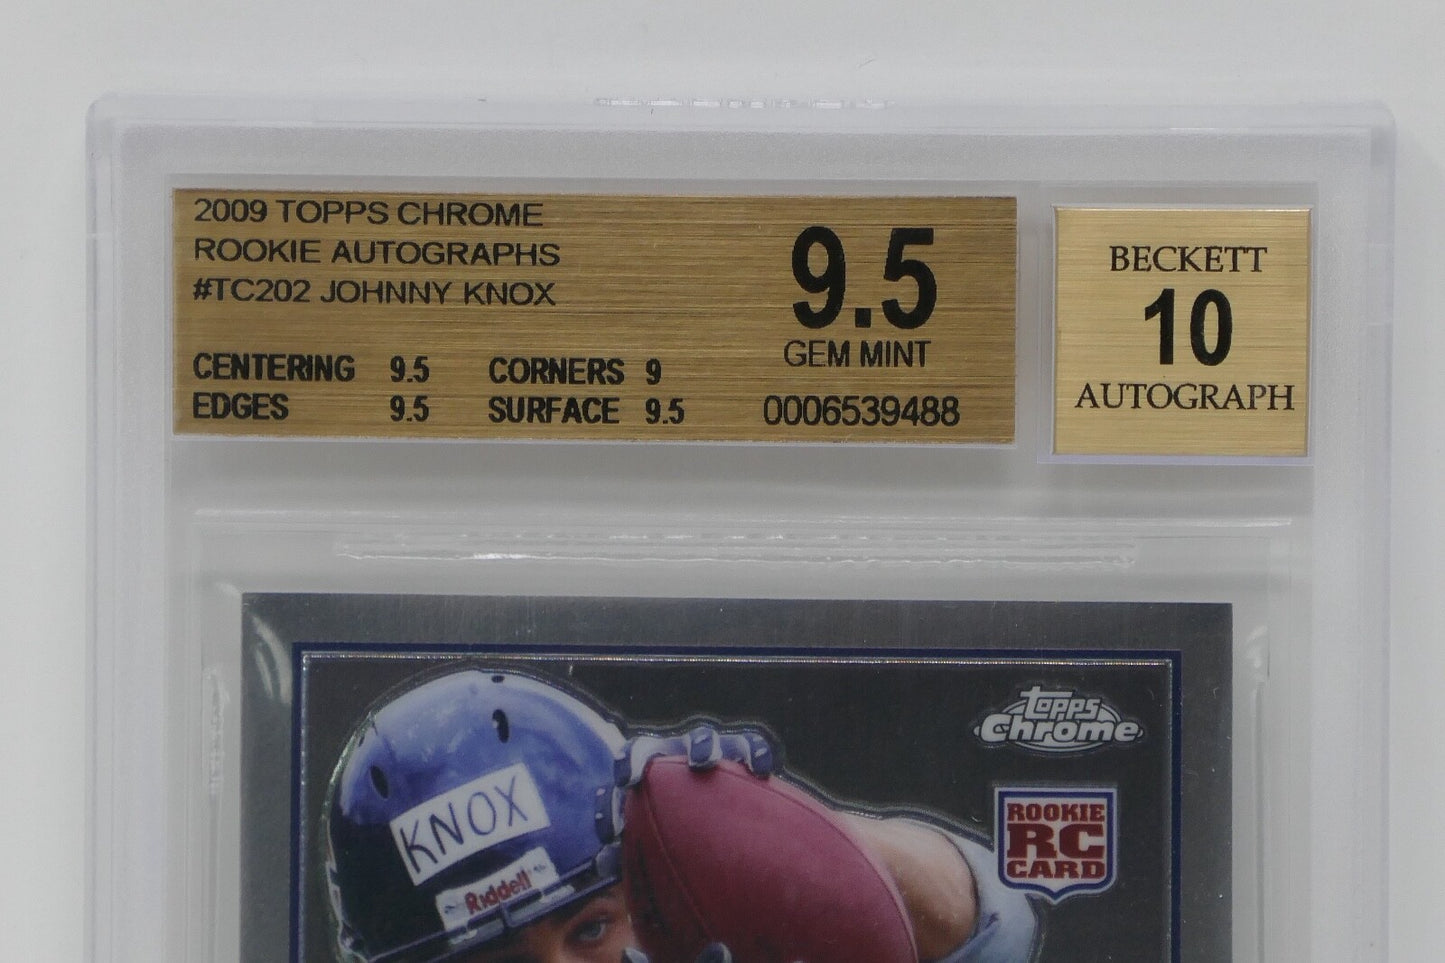 2009 TOPPS CHROME
ROOKIE AUTOGRAPHS
#TC202 JOHNNY KNOX
CENTERING 9.5 CORNERS 9
EDGES 9.5 SURFACE 9.5
9.5
GEM MINT
0006539488
BECKETT
10
AUTOGRAPH
Topps
Chrome
ROOKIE
RC
CARD
KNOX
Riddell